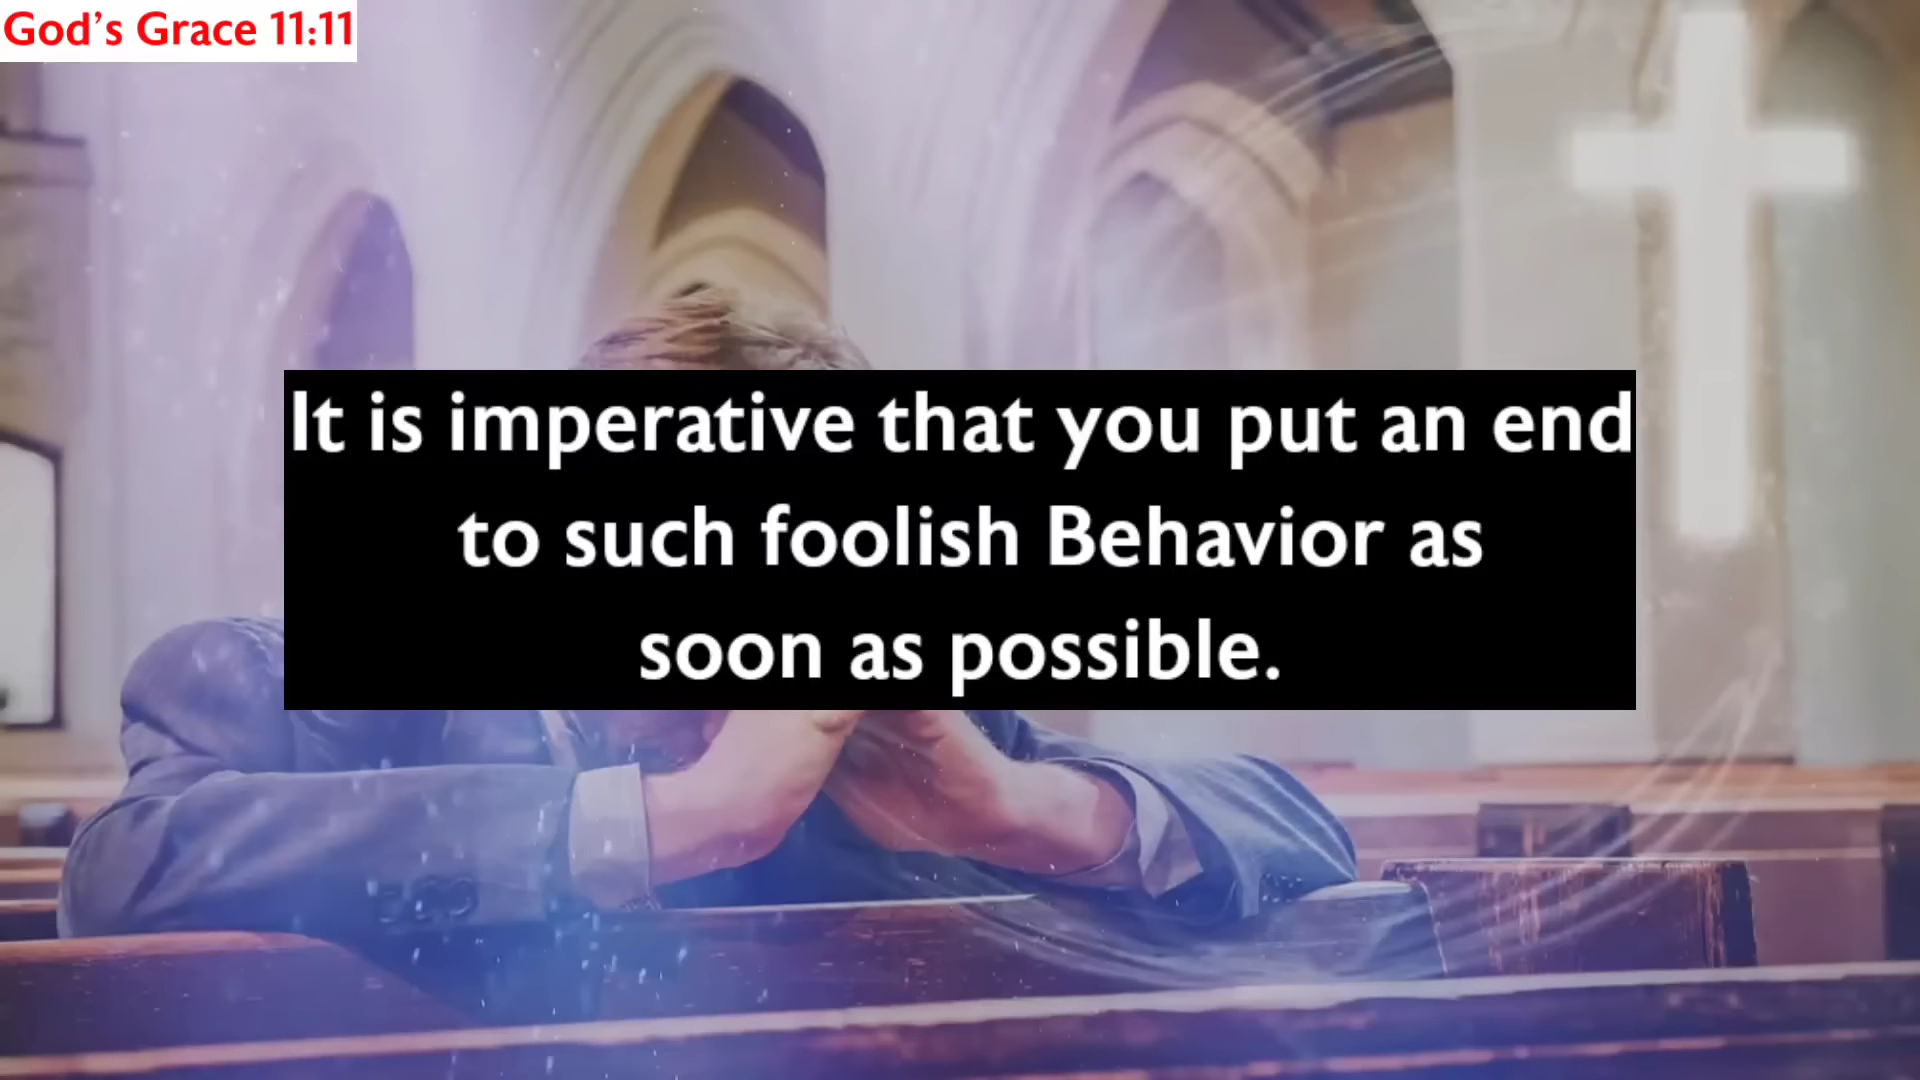 God's Grace 11:11
It is imperative that you put an end
to such foolish Behavior as
soon as possible.